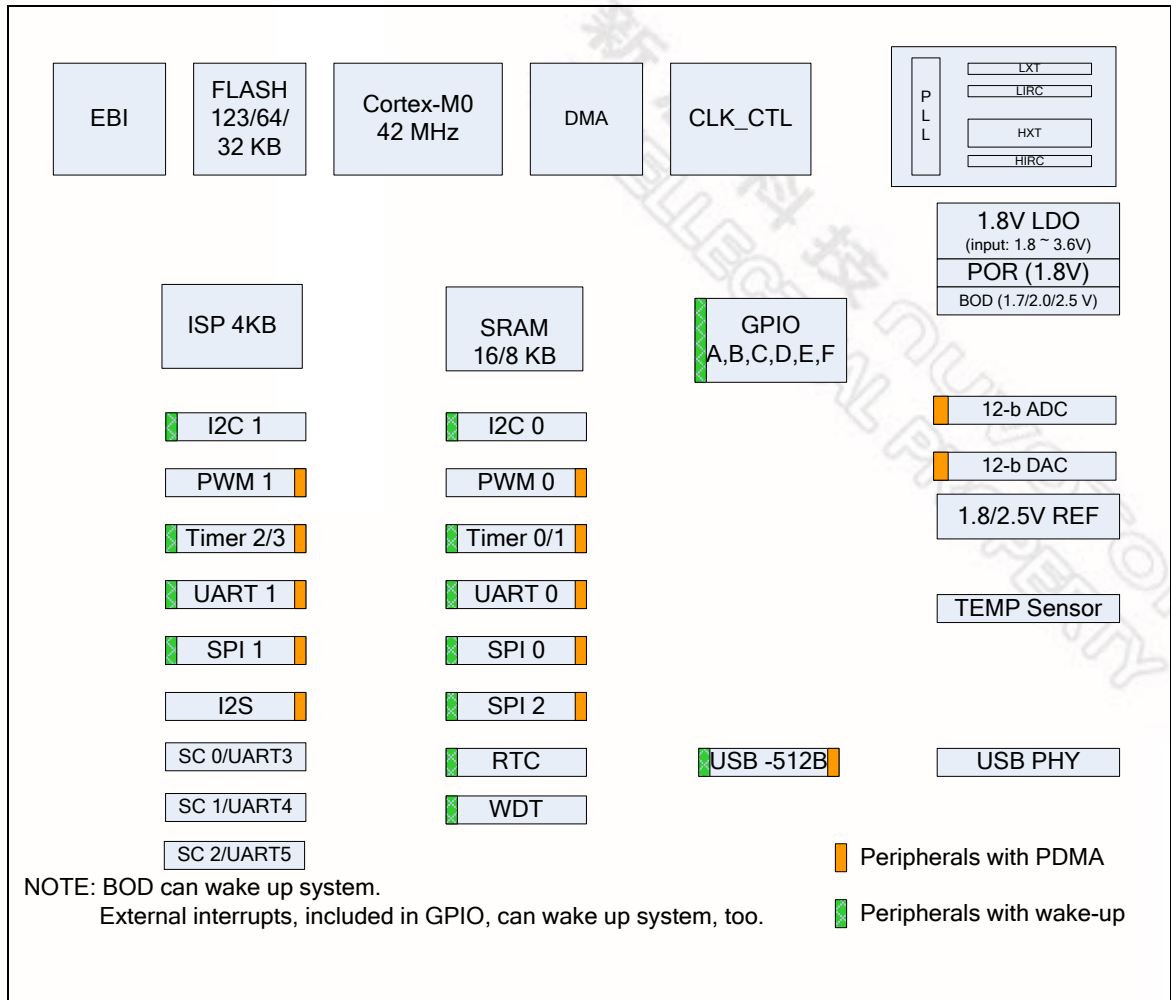 EBI
FLASH
123/64/
32 KB
Cortex-M0
42 MHz
DMA
CLK_CTL
P
L
L
LXT
LIRC
HXT
HIRC
1.8V LDO
(input: 1.8 ~ 3.6V)
POR (1.8V)
BOD (1.7/2.0/2.5 V)
ISP 4KB
SRAM
16/8 KB
GPIO
A,B,C,D,E,F
I2C 1
I2C 0
12-b ADC
PWM 1
PWM 0
12-b DAC
1.8/2.5V REF
Timer 2/3
Timer 0/1
UART 1
UART 0
TEMP Sensor
SPI 1
SPI 0
I2S
SPI 2
SC 0/UART3
RTC
USB -512B
USB PHY
SC 1/UART4
WDT
SC 2/UART5
Peripherals with PDMA
NOTE: BOD can wake up system.
External interrupts, included in GPIO, can wake up system, too.
Peripherals with wake-up